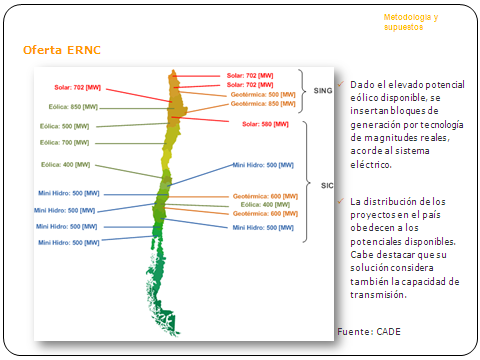 Metodología y
supuestos
Oferta ERNC
Solar: 702 [MW]
Solar: 702 [MW]
Solar: 702 [MW]
Geotérmica: 500 [MW]
SING
Eólica: 850 [MW]
Geotérmica: 850 [MW]
Eólica: 500 [MW]
Solar: 580 [MW]
Eólica: 700 [MW]
Eólica: 400 [MW]
Mini Hidro: 500 [MW]
SIC
Mini Hidro: 500 [MW]
Geotérmica: 600 [MW]
Eólica: 400 [MW]
Mini Hidro: 500 [MW]
Geotérmica: 600 [MW]
Mini Hidro: 500 [MW]
Mini Hidro: 500 [MW]
Mini Hidro: 500 [MW]
✓ Dado el elevado potencial
eólico disponible, se
insertan bloques de
generación por tecnología
de magnitudes reales,
acorde al sistema
eléctrico.
✓ La distribución de los
proyectos en el país
obedecen a los
potenciales disponibles.
Cabe destacar que su
solución considera
también la capacidad de
transmisión.
Fuente: CADE